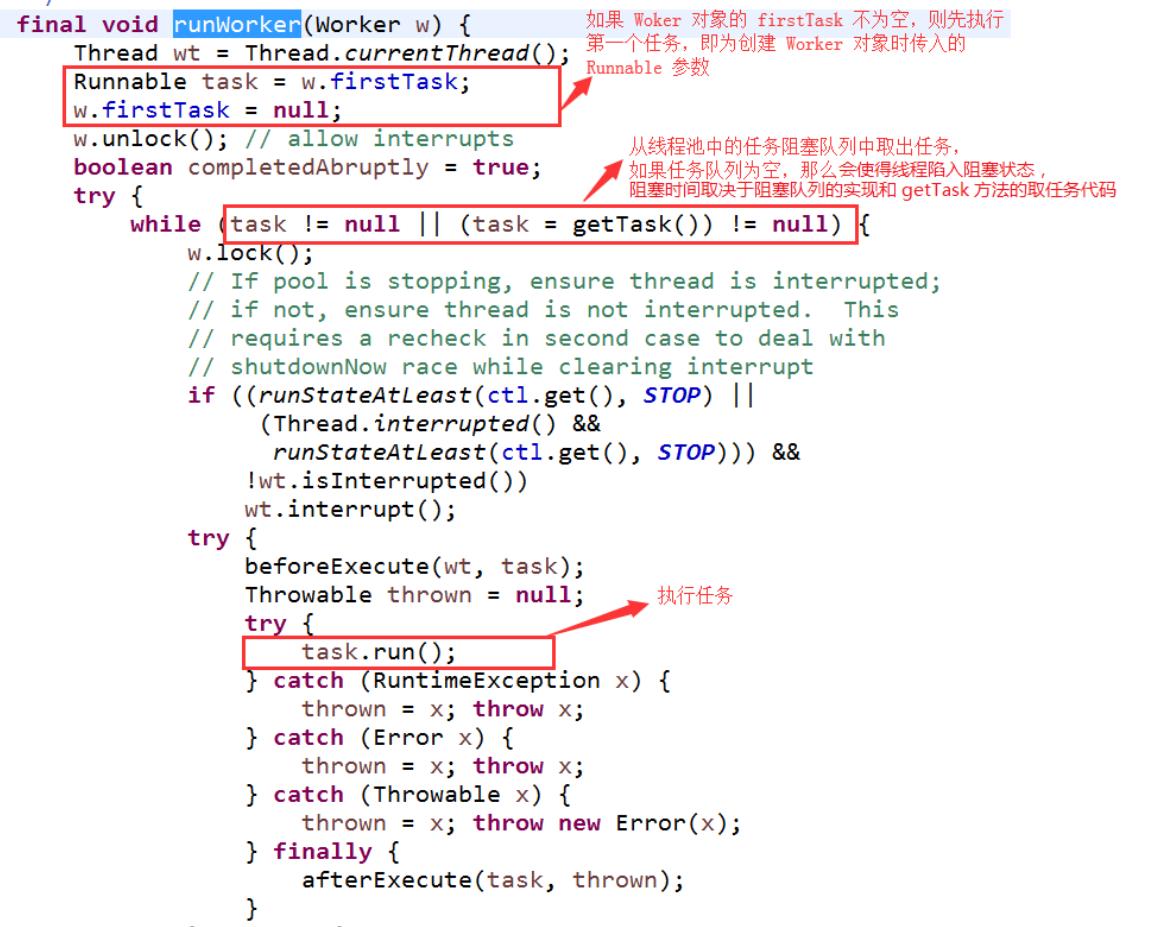 final void runWorker(Worker w) {
如果 Woker 对象的 firstTask 不为空，则先执行
第一个任务，即为创建 Worker 对象时传入的
Runnable 参数
Thread wt = Thread.currentThread();
Runnable task = w.firstTask;
w.firstTask = null;
w.unlock(); // allow interrupts
从线程池中的任务阻塞队列中取出任务，
如果任务队列为空，那么会使得线程陷入阻塞状态，
阻塞时间取决于阻塞队列的实现和 getTask 方法的取任务代码
boolean completedAbruptly = true;
try {
while (task != null || (task = getTask()) != null) {
w.lock();
// If pool is stopping, ensure thread is interrupted;
// if not, ensure thread is not interrupted.  This
// requires a recheck in second case to deal with
// shutdownNow race while clearing interrupt
if ((runStateAtLeast(ctl.get(), STOP) ||
(Thread.interrupted() &&
runStateAtLeast(ctl.get(), STOP))) &&
!wt.isInterrupted())
wt.interrupt();
try {
beforeExecute(wt, task);
Throwable thrown = null;
执行任务
try {
task.run();
} catch (RuntimeException x) {
thrown = x; throw x;
} catch (Error x) {
thrown = x; throw x;
} catch (Throwable x) {
thrown = x; throw new Error(x);
} finally {
afterExecute(task, thrown);
}